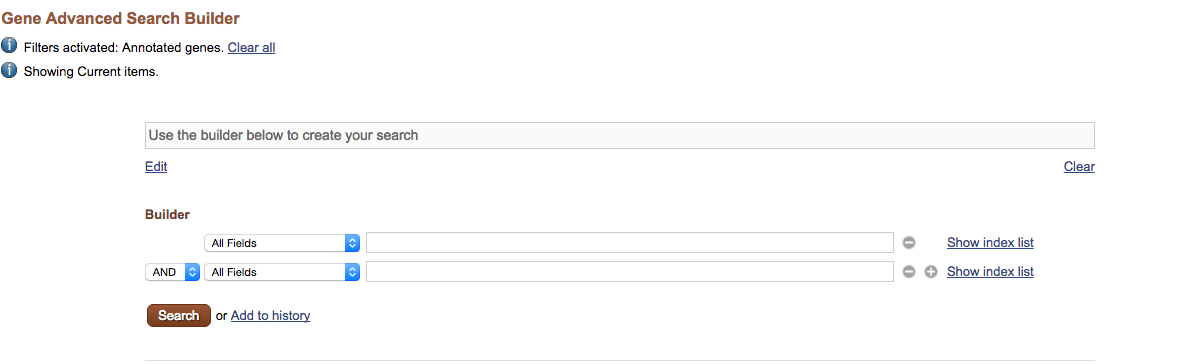 Gene Advanced Search Builder
Filters activated: Annotated genes. Clear all
Showing Current items.
Use the builder below to create your search
Edit Clear
Builder
All Fields Show index list
AND All Fields Show index list
Search or Add to history